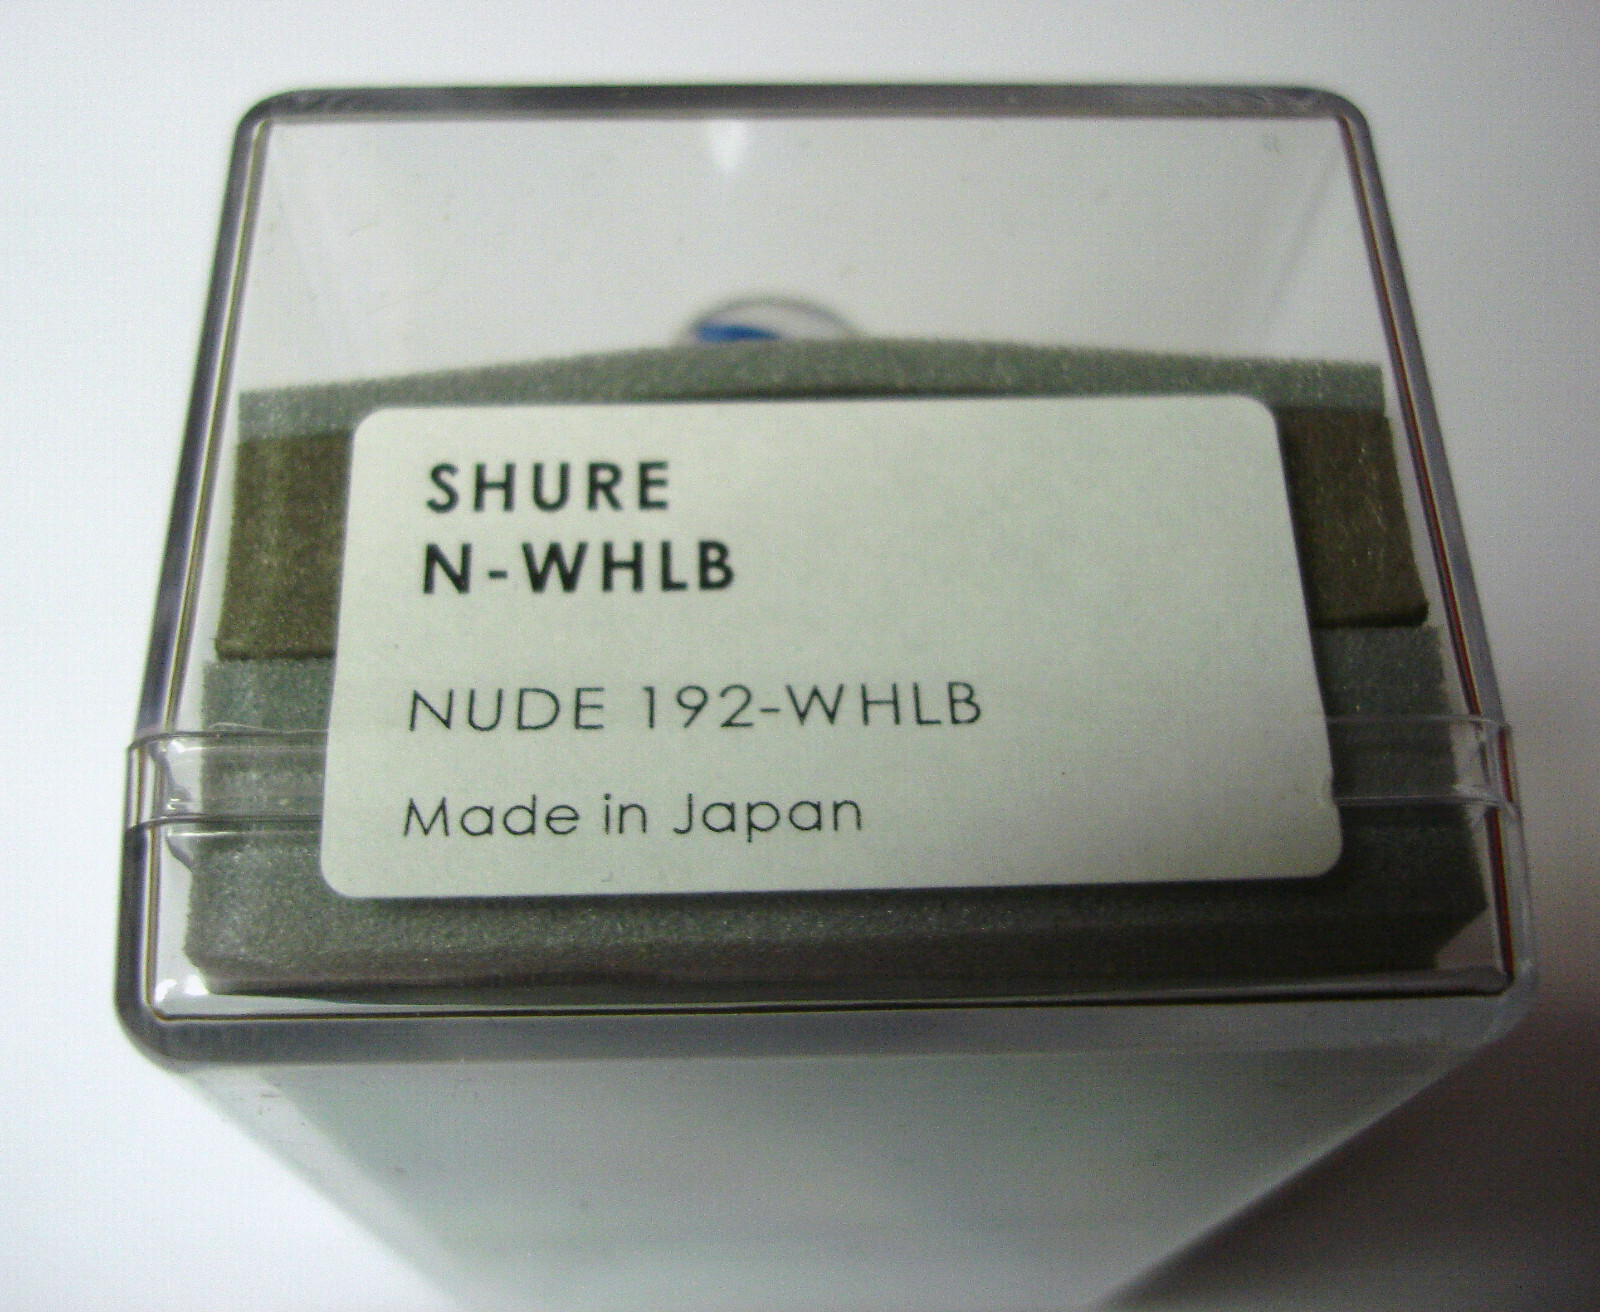 SHURE
N-WHLB
NUDE 192-WHLB
Made in Japan